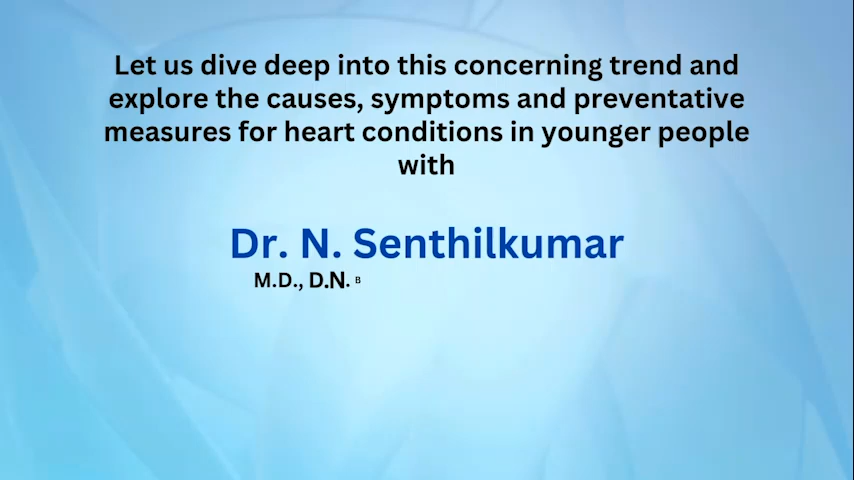 Let us dive deep into this concerning trend and
explore the causes, symptoms and preventative
measures for heart conditions in younger people
with
Dr. N. Senthilkumar
M.D., D.N. B